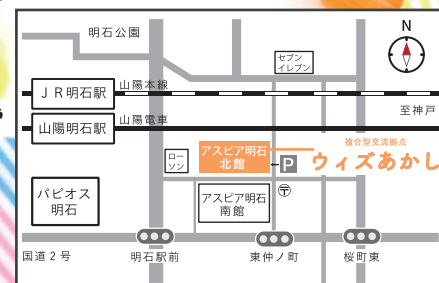 明石公園
N
セブン
イレブン
JR明石駅
山陽本線
至神戸
山陽明石駅
山陽電車
複合型交流拠点
ウィズあかし
アスピア明石
北館
P
ロー
ソン
パピオス
明石
アスピア明石
南館
〒
国道2号
明石駅前
東仲ノ町
桜町東